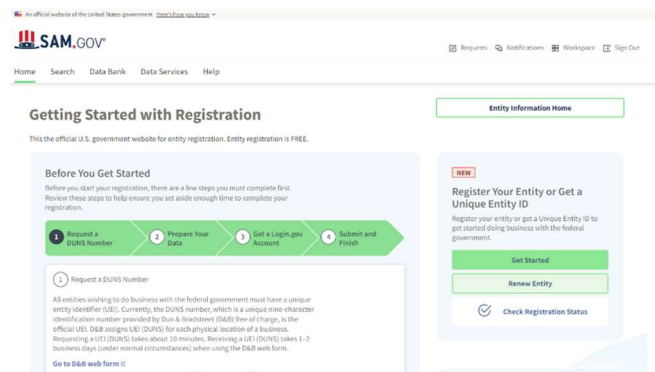 An official website of the United States government Here's how you know
SAM.GOV®
Requests Notifications Workspace Sign Out
Home Search Data Bank Data Services Help
Getting Started with Registration
Entity Information Home
This the official U.S. government website for entity registration. Entity registration is FREE.
Before You Get Started
Before you start your registration, there are a few steps you must complete first.
Review these steps to help ensure you set aside enough time to complete your
registration.
1 Request a
DUNS Number
2 Prepare Your
Data
3 Get a Login.gov
Account
4 Submit and
Finish
1 Request a DUNS Number
All entities wishing to do business with the federal government must have a unique
entity identifier (UEI). Currently, the DUNS number, which is a unique nine-character
identification number provided by Dun & Bradstreet (D&B) free of charge, is the
official UEI. D&B assigns UEI (DUNS) for each physical location of a business.
Requesting a UEI (DUNS) takes about 10 minutes. Receiving a UEI (DUNS) takes 1-2
business days (under normal circumstances) when using the D&B web form.
Go to D&B web form
NEW
Register Your Entity or Get a
Unique Entity ID
Register your entity or get a Unique Entity ID to
get started doing business with the federal
government.
Get Started
Renew Entity
Check Registration Status